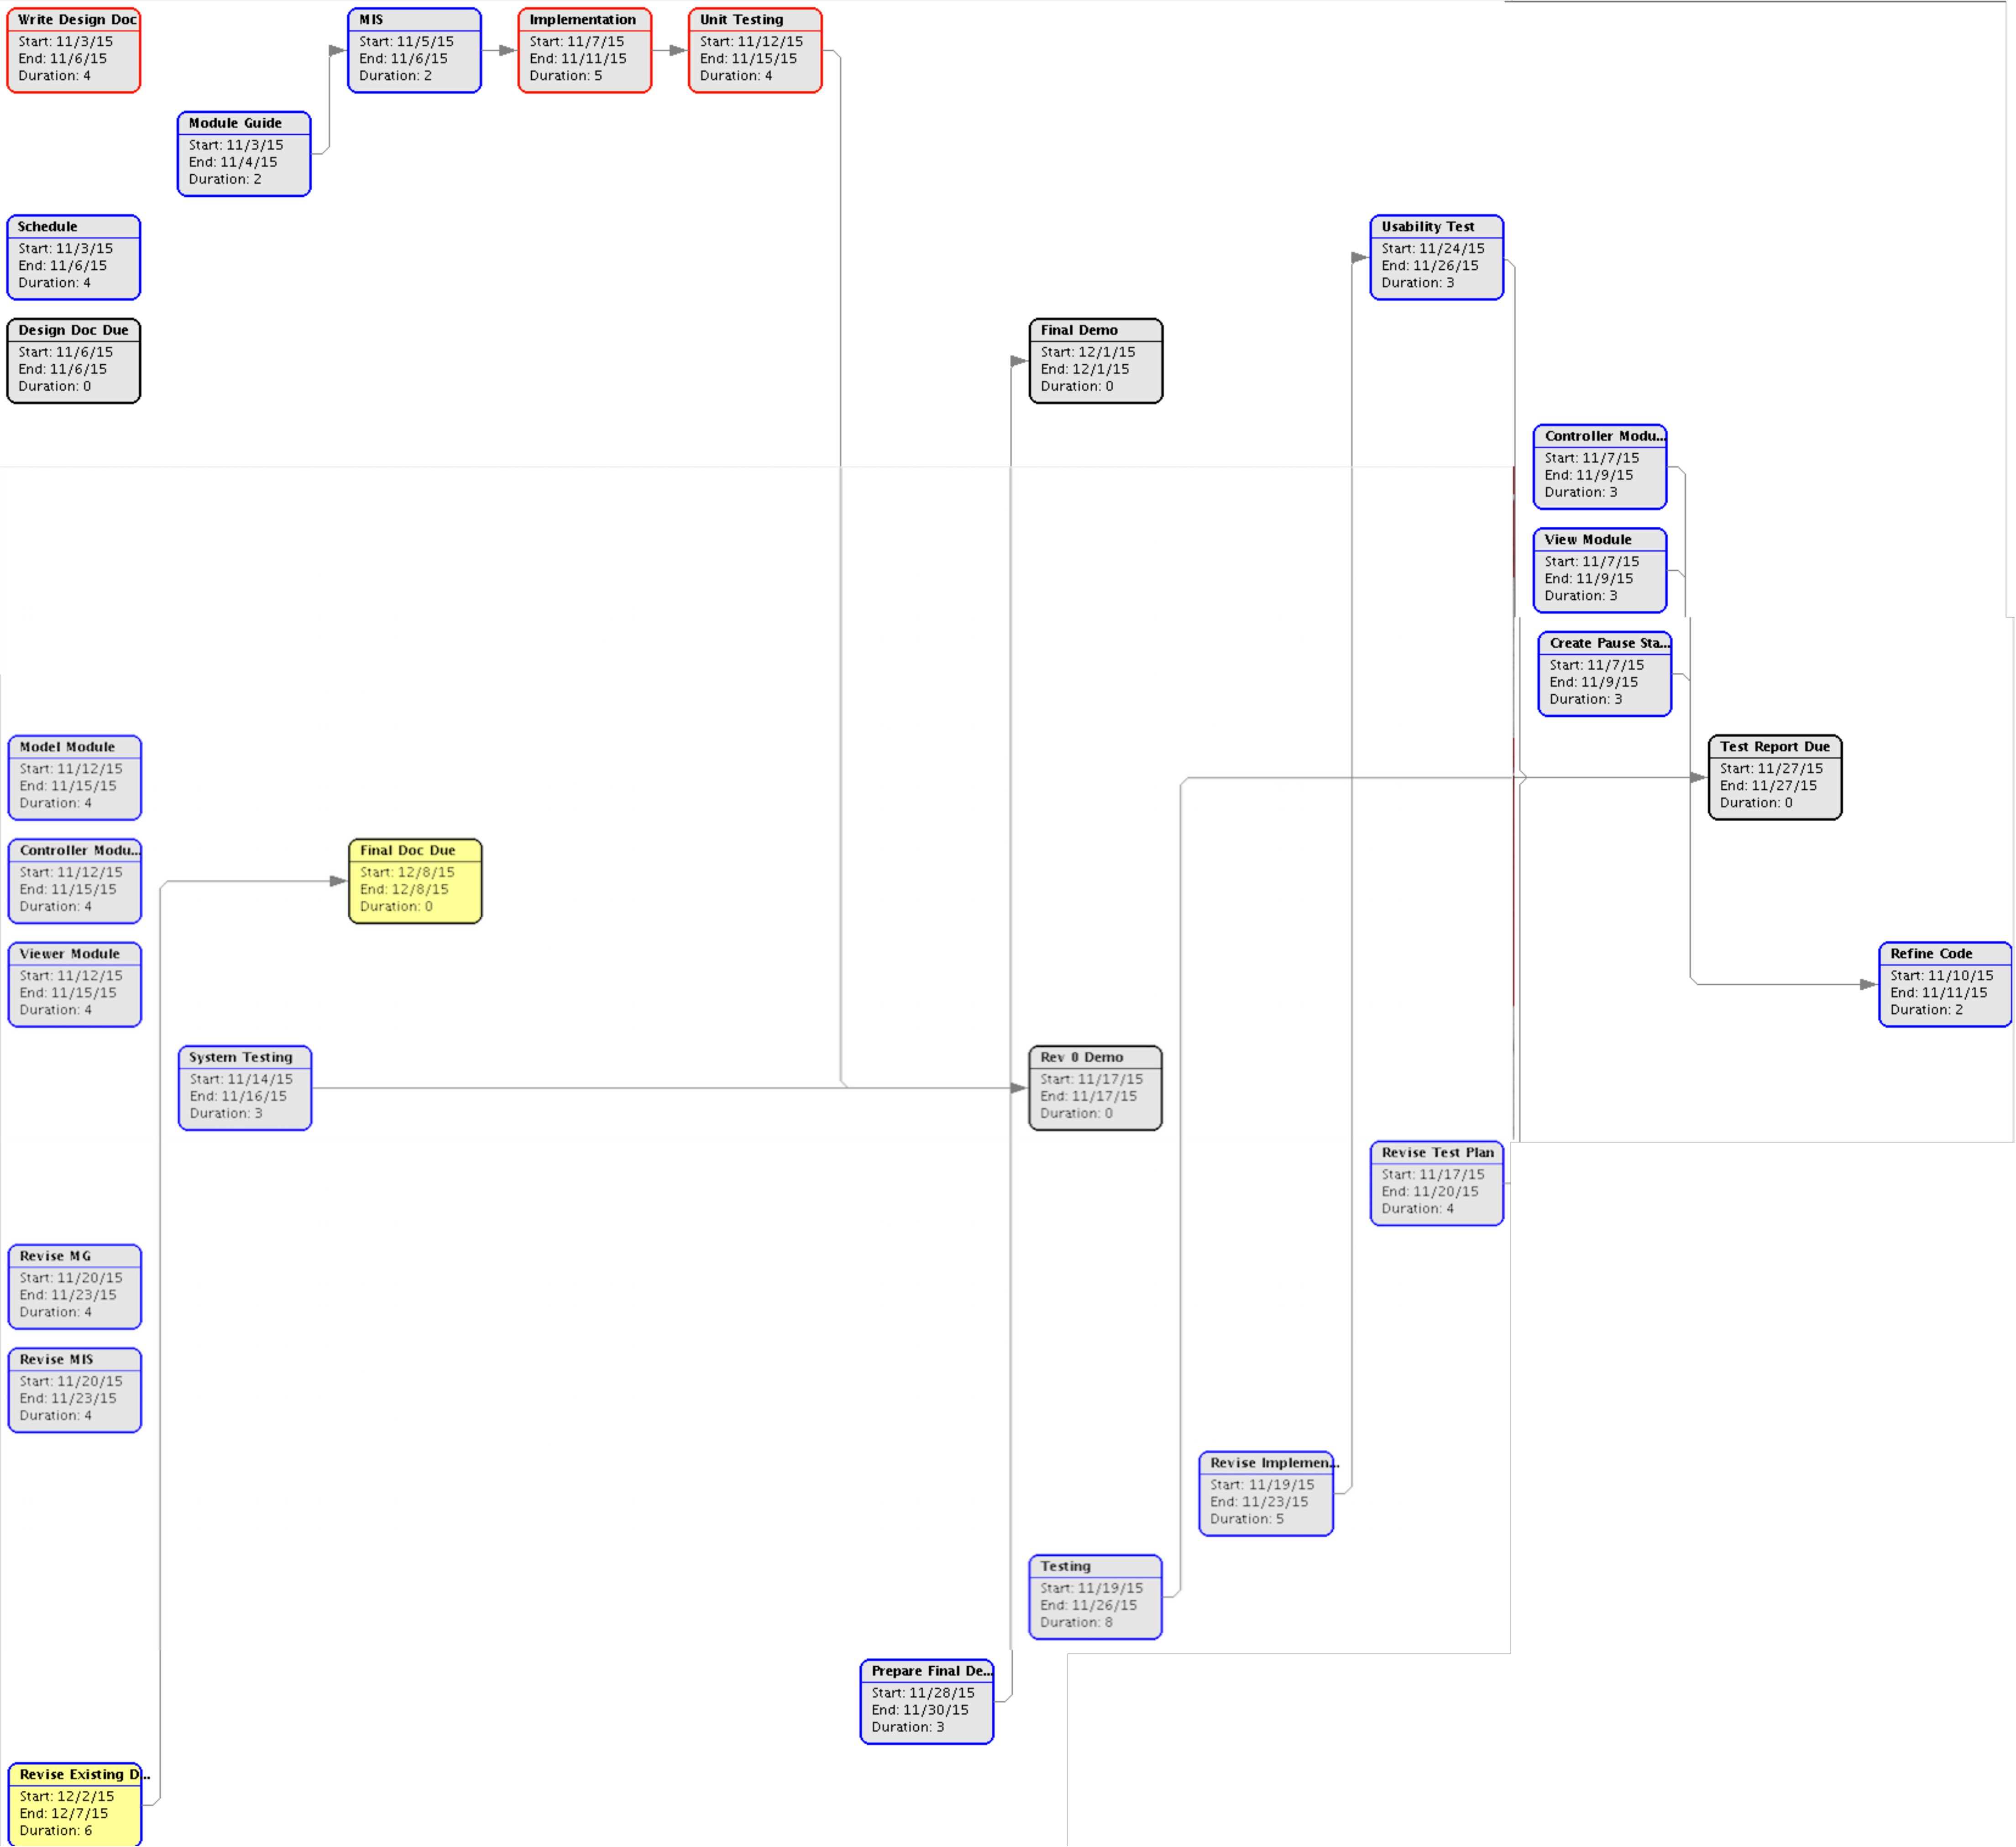 Write Design Doc
Start: 11/3/15
End: 11/6/15
Duration: 4
MIS
Start: 11/5/15
End: 11/6/15
Duration: 2
Implementation
Start: 11/7/15
End: 11/11/15
Duration: 5
Unit Testing
Start: 11/12/15
End: 11/15/15
Duration: 4
Module Guide
Start: 11/3/15
End: 11/4/15
Duration: 2
Schedule
Start: 11/3/15
End: 11/6/15
Duration: 4
Usability Test
Start: 11/24/15
End: 11/26/15
Duration: 3
Design Doc Due
Start: 11/6/15
End: 11/6/15
Duration: 0
Final Demo
Start: 12/1/15
End: 12/1/15
Duration: 0
Controller Modu...
Start: 11/7/15
End: 11/9/15
Duration: 3
View Module
Start: 11/7/15
End: 11/9/15
Duration: 3
Create Pause Sta...
Start: 11/7/15
End: 11/9/15
Duration: 3
Model Module
Start: 11/12/15
End: 11/15/15
Duration: 4
Test Report Due
Start: 11/27/15
End: 11/27/15
Duration: 0
Controller Modu...
Start: 11/12/15
End: 11/15/15
Duration: 4
Final Doc Due
Start: 12/8/15
End: 12/8/15
Duration: 0
Viewer Module
Start: 11/12/15
End: 11/15/15
Duration: 4
Refine Code
Start: 11/10/15
End: 11/11/15
Duration: 2
System Testing
Start: 11/14/15
End: 11/16/15
Duration: 3
Rev 0 Demo
Start: 11/17/15
End: 11/17/15
Duration: 0
Revise Test Plan
Start: 11/17/15
End: 11/20/15
Duration: 4
Revise MG
Start: 11/20/15
End: 11/23/15
Duration: 4
Revise MIS
Start: 11/20/15
End: 11/23/15
Duration: 4
Revise Implemen...
Start: 11/19/15
End: 11/23/15
Duration: 5
Testing
Start: 11/19/15
End: 11/26/15
Duration: 8
Prepare Final De...
Start: 11/28/15
End: 11/30/15
Duration: 3
Revise Existing D...
Start: 12/2/15
End: 12/7/15
Duration: 6